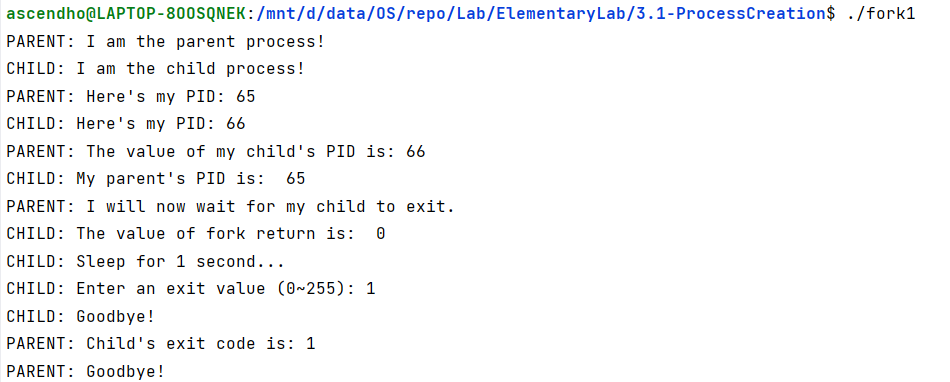 ascendho@LAPTOP-8OOSQNEK:/mnt/d/data/OS/repo/Lab/ElementaryLab/3.1-ProcessCreation$ ./fork1
PARENT: I am the parent process!
CHILD: I am the child process!
PARENT: Here's my PID: 65
CHILD: Here's my PID: 66
PARENT: The value of my child's PID is: 66
CHILD: My parent's PID is:  65
PARENT: I will now wait for my child to exit.
CHILD: The value of fork return is:  0
CHILD: Sleep for 1 second...
CHILD: Enter an exit value (0~255): 1
CHILD: Goodbye!
PARENT: Child's exit code is: 1
PARENT: Goodbye!